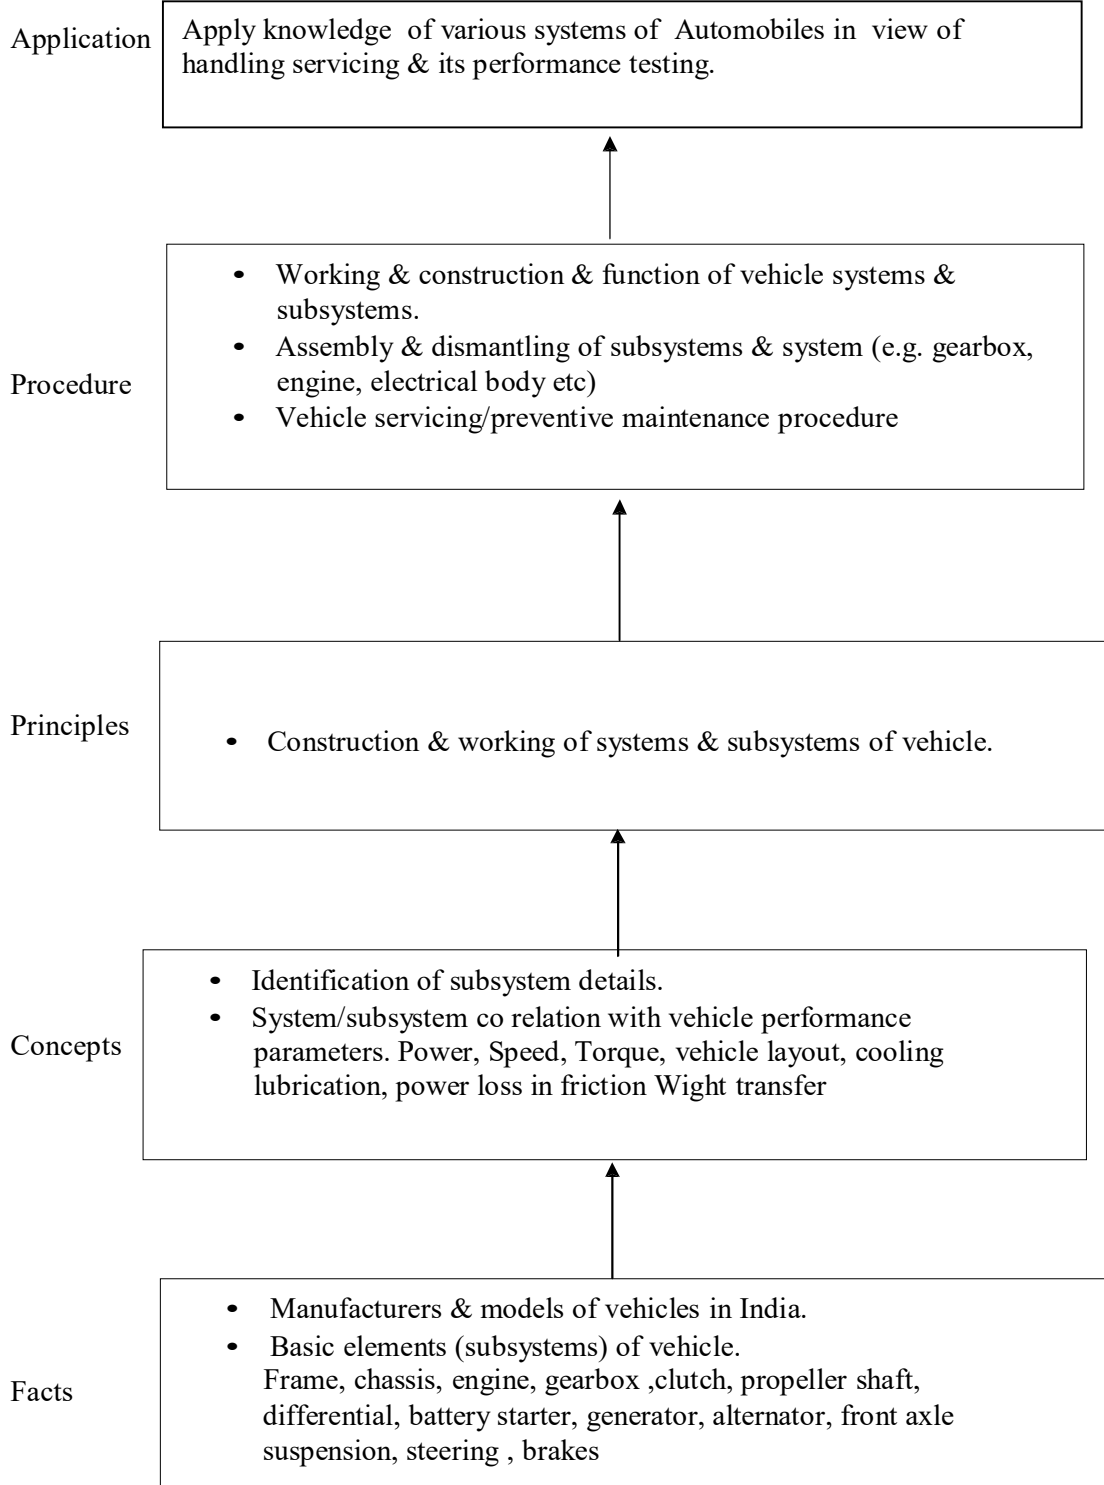 Application
Apply knowledge of various systems of Automobiles in view of
handling servicing & its performance testing.
Procedure
• Working & construction & function of vehicle systems &
subsystems.
• Assembly & dismantling of subsystems & system (e.g. gearbox,
engine, electrical body etc)
• Vehicle servicing/preventive maintenance procedure
Principles
• Construction & working of systems & subsystems of vehicle.
Concepts
• Identification of subsystem details.
• System/subsystem co relation with vehicle performance
parameters. Power, Speed, Torque, vehicle layout, cooling
lubrication, power loss in friction Wight transfer
Facts
• Manufacturers & models of vehicles in India.
• Basic elements (subsystems) of vehicle.
Frame, chassis, engine, gearbox ,clutch, propeller shaft,
differential, battery starter, generator, alternator, front axle
suspension, steering , brakes